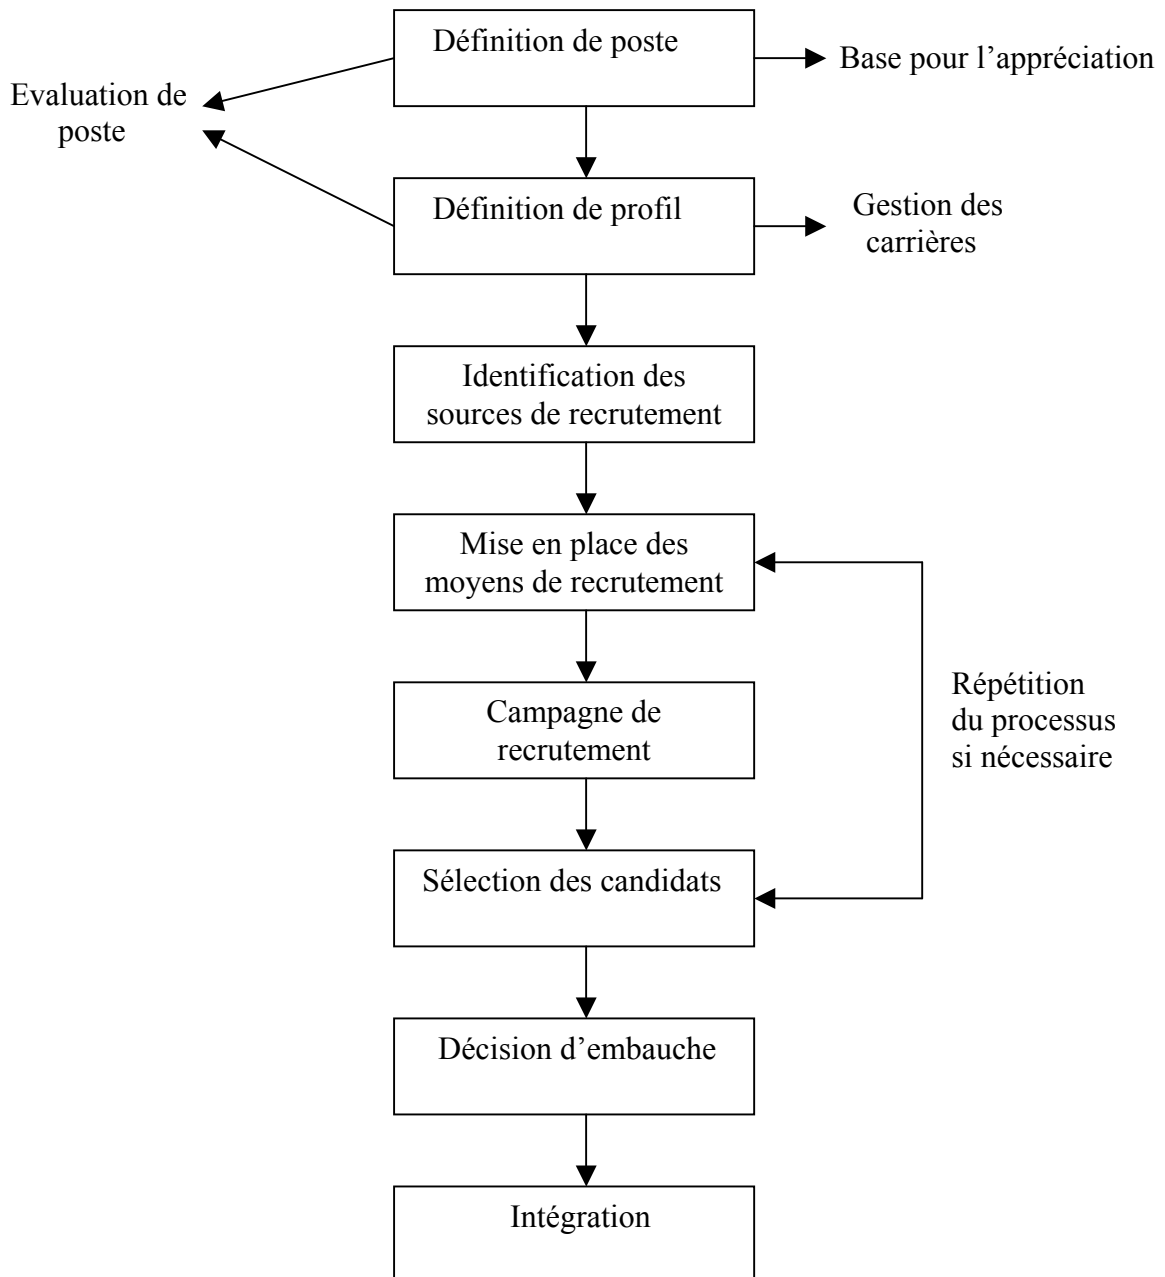 Définition de poste
Base pour l’appréciation
Evaluation de
poste
Définition de profil
Gestion des
carrières
Identification des
sources de recrutement
Mise en place des
moyens de recrutement
Répétition
du processus
si nécessaire
Campagne de
recrutement
Sélection des candidats
Décision d’embauche
Intégration